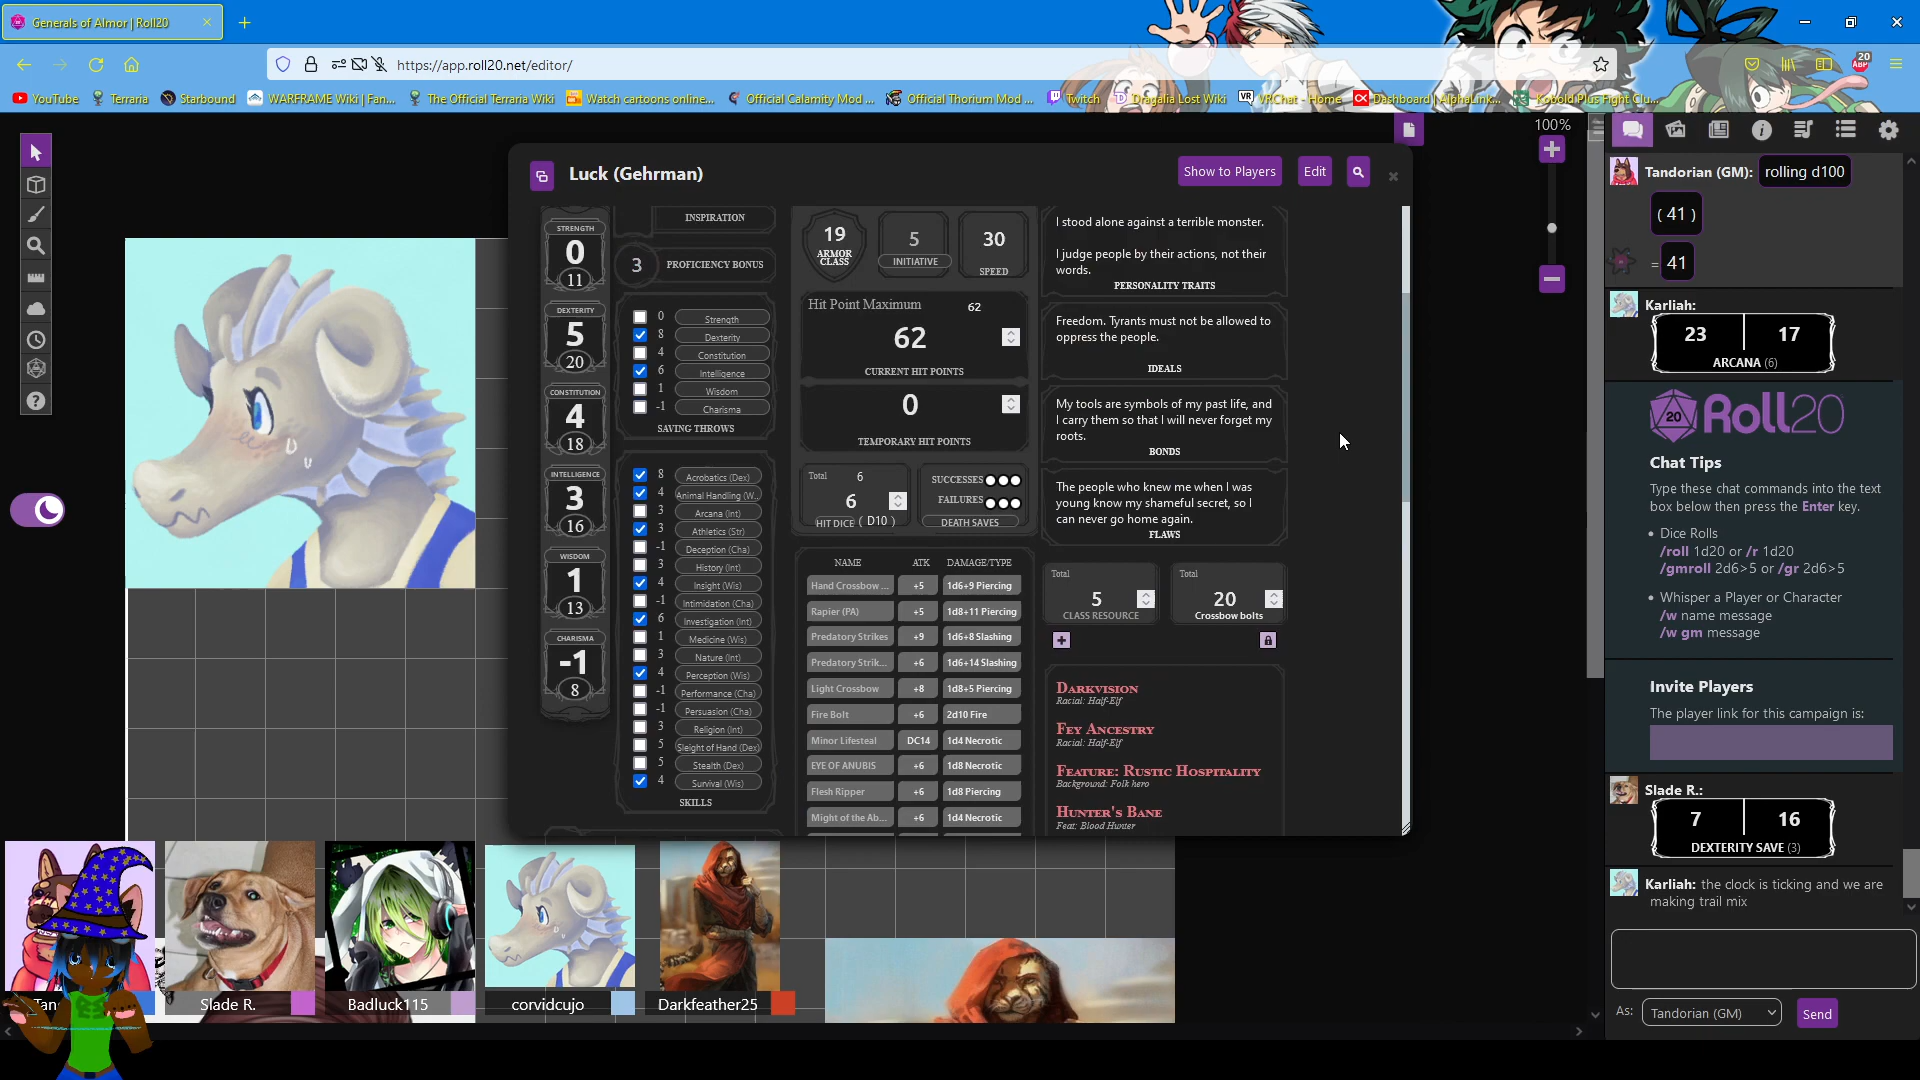 Generals of Almor | Roll20
https://app.roll20.net/editor/
20
ABP
YouTube
Terraria
Starbound
WARFRAME Wiki | Fan...
The Official Terraria Wiki
Watch cartoons online...
Official Calamity Mod ...
Official Thorium Mod ...
Twitch
Dragalia Lost Wiki
VRChat - Home
Dashboard | AlphaLink...
Kobold Plus Fight Clu...
100%
Luck (Gehrman)
Show to Players
Edit
STRENGTH
0
11
DEXTERITY
5
20
CONSTITUTION
4
18
INTELLIGENCE
3
16
WISDOM
1
13
CHARISMA
-1
8
INSPIRATION
3 PROFICIENCY BONUS
0 Strength
8 Dexterity
4 Constitution
6 Intelligence
1 Wisdom
-1 Charisma
SAVING THROWS
8 Acrobatics (Dex)
4 Animal Handling (W...
3 Arcana (Int)
3 Athletics (Str)
-1 Deception (Cha)
3 History (Int)
4 Insight (Wis)
-1 Intimidation (Cha)
6 Investigation (Int)
1 Medicine (Wis)
3 Nature (Int)
4 Perception (Wis)
-1 Performance (Cha)
-1 Persuasion (Cha)
3 Religion (Int)
5 Sleight of Hand (Dex)
5 Stealth (Dex)
4 Survival (Wis)
SKILLS
19
ARMOR
CLASS
5
INITIATIVE
30
SPEED
Hit Point Maximum 62
62
CURRENT HIT POINTS
0
TEMPORARY HIT POINTS
Total 6
6
HIT DICE ( D10 )
SUCCESSES
FAILURES
DEATH SAVES
NAME ATK DAMAGE/TYPE
Hand Crossbow ... +5 1d6+9 Piercing
Rapier (PA) +5 1d8+11 Piercing
Predatory Strikes +9 1d6+8 Slashing
Predatory Strik... +6 1d6+14 Slashing
Light Crossbow +8 1d8+5 Piercing
Fire Bolt +6 2d10 Fire
Minor Lifesteal DC14 1d4 Necrotic
EYE OF ANUBIS +6 1d8 Necrotic
Flesh Ripper +6 1d8 Piercing
Might of the Ab... +6 1d4 Necrotic
I stood alone against a terrible monster.
I judge people by their actions, not their
words.
PERSONALITY TRAITS
Freedom. Tyrants must not be allowed to
oppress the people.
IDEALS
My tools are symbols of my past life, and
I carry them so that I will never forget my
roots.
BONDS
The people who knew me when I was
young know my shameful secret, so I
can never go home again.
FLAWS
Total
5
CLASS RESOURCE
Total
20
Crossbow bolts
DARKVISION
Racial: Half-Elf
FEY ANCESTRY
Racial: Half-Elf
FEATURE: RUSTIC HOSPITALITY
Background: Folk hero
HUNTER'S BANE
Feat: Blood Hunter
Tandorian (GM): rolling d100
( 41 )
= 41
Karliah:
23 17
ARCANA (6)
20 Roll20
Chat Tips
Type these chat commands into the text
box below then press the Enter key.
• Dice Rolls
/roll 1d20 or /r 1d20
/gmroll 2d6>5 or /gr 2d6>5
• Whisper a Player or Character
/w name message
/w gm message
Invite Players
The player link for this campaign is:
Slade R.:
7 16
DEXTERITY SAVE (3)
Karliah: the clock is ticking and we are
making trail mix
As: Tandorian (GM) Send
Tan
Slade R.
Badluck115
corvidcujo
Darkfeather25